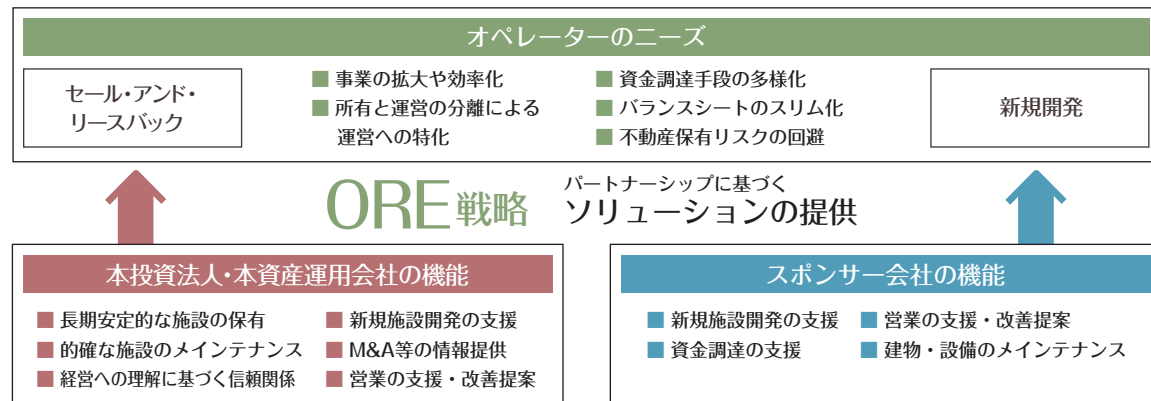 オペレーターのニーズ
セール・アンド・
リースバック
■ 事業の拡大や効率化
■ 所有と運営の分離による
運営への特化
■ 資金調達手段の多様化
■ バランスシートのスリム化
■ 不動産保有リスクの回避
新規開発
ORE戦略
パートナーシップに基づく
ソリューションの提供
本投資法人・本資産運用会社の機能
■ 長期安定的な施設の保有
■ 的確な施設のメインテナンス
■ 経営への理解に基づく信頼関係
■ 新規施設開発の支援
■ M&A等の情報提供
■ 営業の支援・改善提案
スポンサー会社の機能
■ 新規施設開発の支援
■ 資金調達の支援
■ 営業の支援・改善提案
■ 建物・設備のメインテナンス